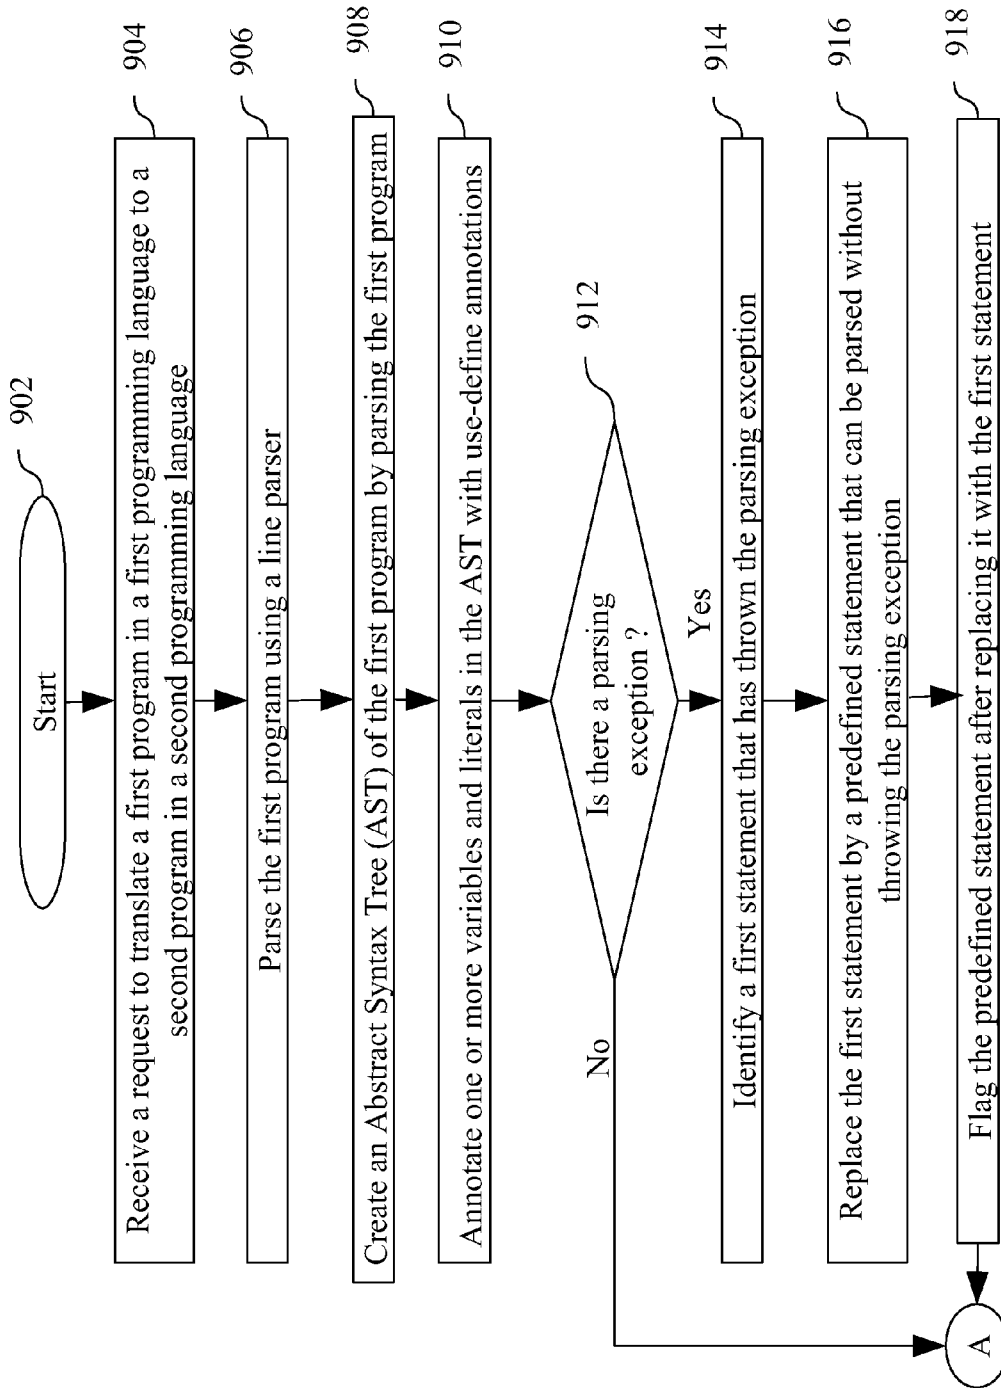 Start
902
Receive a request to translate a first program in a first programming language to a
second program in a second programming language
904
Parse the first program using a line parser
906
Create an Abstract Syntax Tree (AST) of the first program by parsing the first program
908
Annotate one or more variables and literals in the AST with use-define annotations
910
Is there a parsing
exception ?
912
No
Yes
Identify a first statement that has thrown the parsing exception
914
Replace the first statement by a predefined statement that can be parsed without
throwing the parsing exception
916
Flag the predefined statement after replacing it with the first statement
918
A